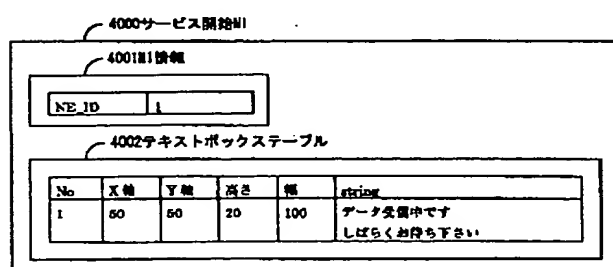 4000サービス開始NI
4001NI情報
NE_ID 1
4002テキストボックステーブル
No X軸 Y軸 高さ 幅 string
1 50 50 20 100 データ受信中です
しばらくお待ち下さい